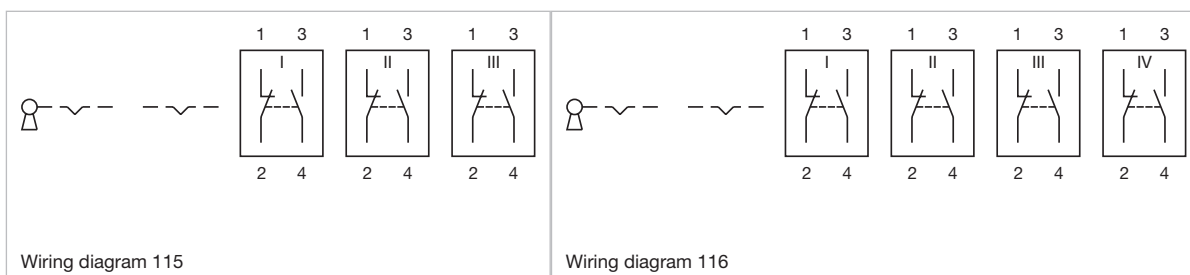 1 3 1 3 1 3
I II III
2 4 2 4 2 4
Wiring diagram 115
1 3 1 3 1 3 1 3
I II III IV
2 4 2 4 2 4 2 4
Wiring diagram 116